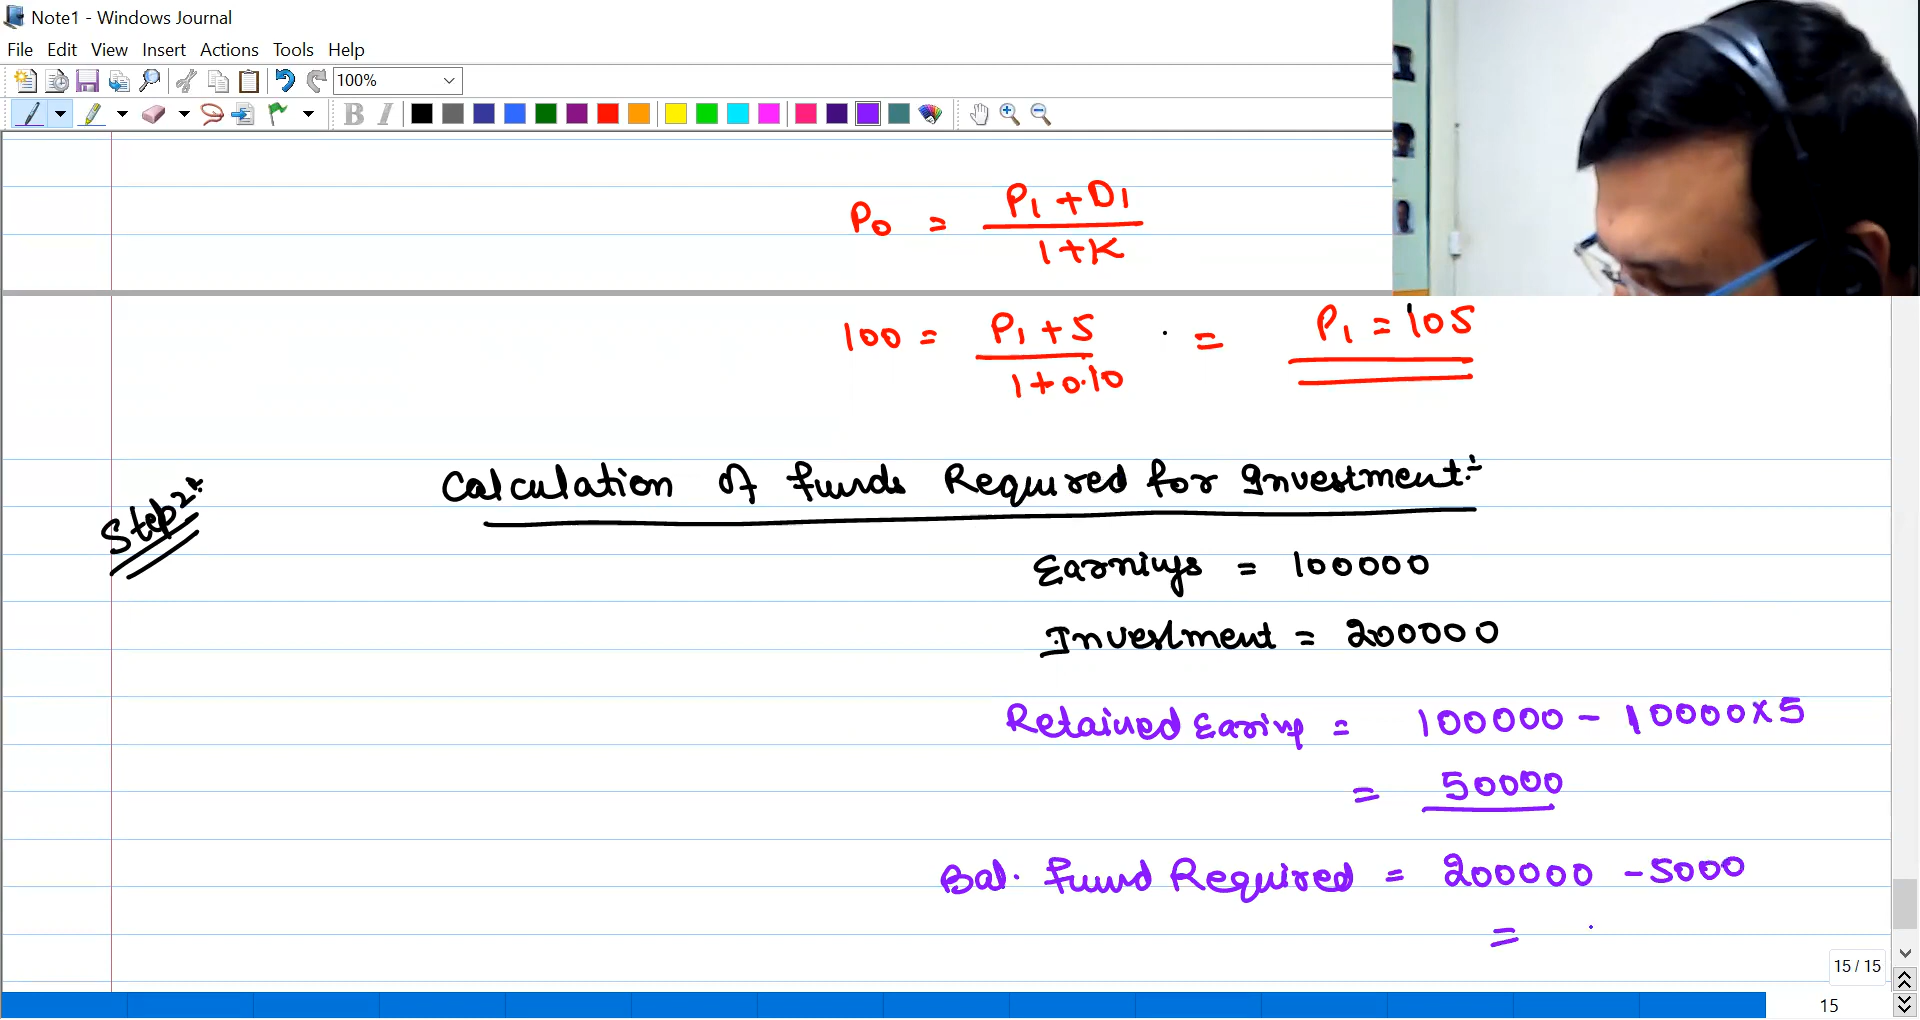 Note1 - Windows Journal
File Edit View Insert Actions Tools Help
100%
B I
P0 = P1 + D1
1 + K
100 = P1 + 5 = P1 = 105
1 + 0.10
Step 2:
Calculation of Funds Required for Investment:-
Earnings = 100000
Investment = 200000
Retained Earing = 100000 - 10000 x 5
= 50000
Bal. Fund Required = 200000 - 5000
=
15 / 15
15